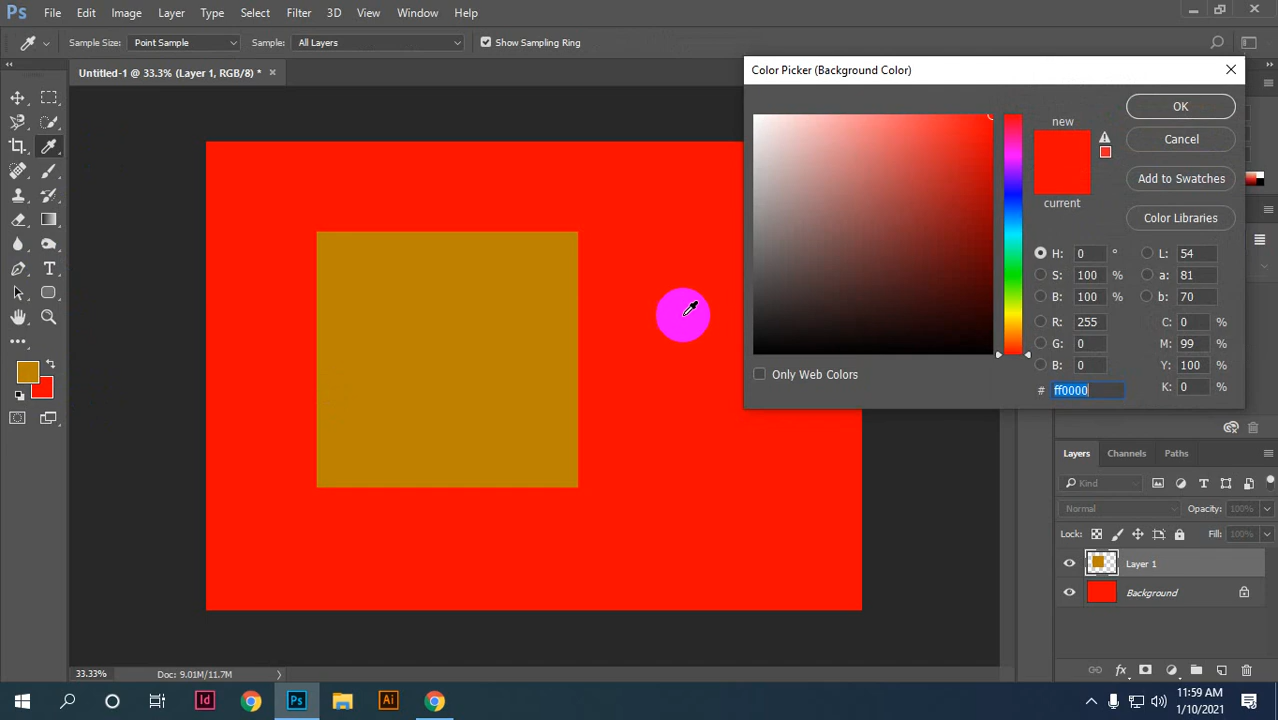 Ps File Edit Image Layer Type Select Filter 3D View Window Help
Sample Size: Point Sample Sample: All Layers Show Sampling Ring
Untitled-1 @ 33.3% (Layer 1, RGB/8) *
Color Picker (Background Color)
new
current
OK
Cancel
Add to Swatches
Color Libraries
H: 0 ° L: 54
S: 100 % a: 81
B: 100 % b: 70
R: 255 C: 0 %
G: 0 M: 99 %
B: 0 Y: 100 %
# ff0000 K: 0 %
Only Web Colors
Layers Channels Paths
Kind
Normal Opacity: 100%
Lock: Fill: 100%
Layer 1
Background
fx
33.33% Doc: 9.01M/11.7M
Id Ps Ai
11:59 AM
1/10/2021